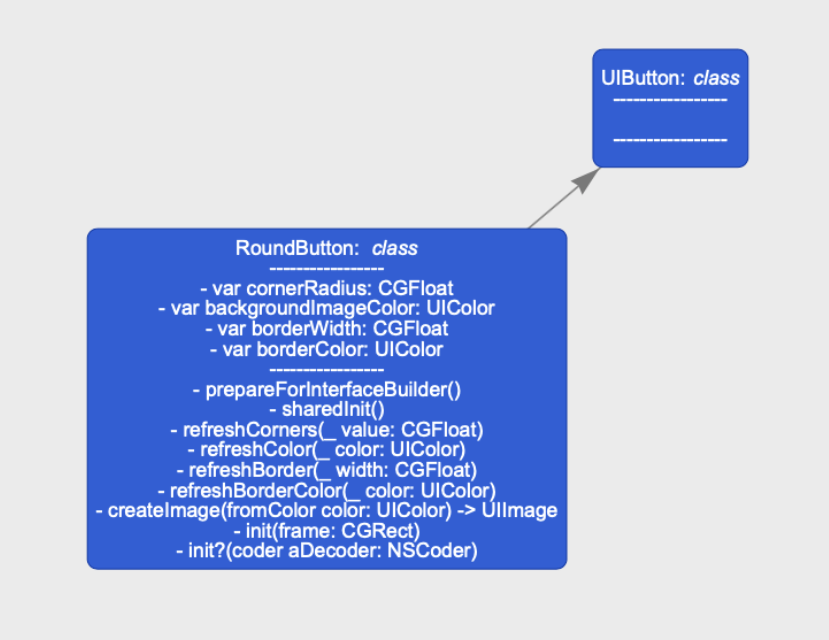 UIButton: class
-----------------
-----------------
RoundButton: class
-----------------
- var cornerRadius: CGFloat
- var backgroundImageColor: UIColor
- var borderWidth: CGFloat
- var borderColor: UIColor
-----------------
- prepareForInterfaceBuilder()
- sharedInit()
- refreshCorners(_ value: CGFloat)
- refreshColor(_ color: UIColor)
- refreshBorder(_ width: CGFloat)
- refreshBorderColor(_ color: UIColor)
- createImage(fromColor color: UIColor) -> UIImage
- init(frame: CGRect)
- init?(coder aDecoder: NSCoder)